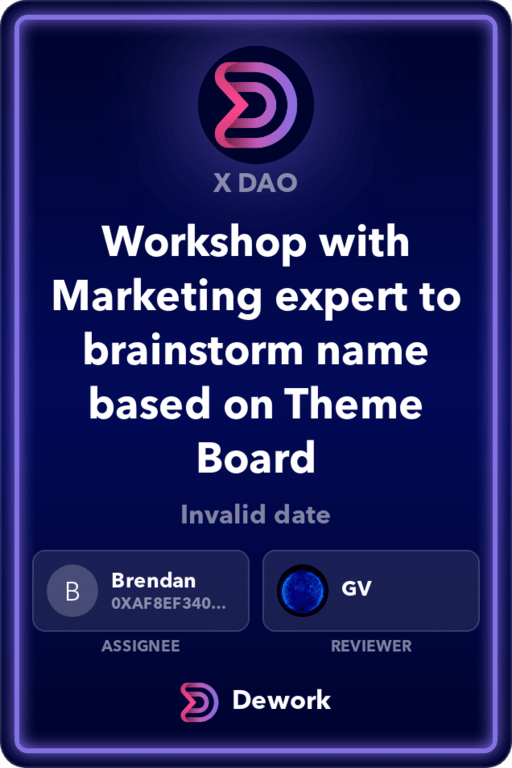 X DAO
Workshop with
Marketing expert to
brainstorm name
based on Theme
Board
Invalid date
B
Brendan
0XAF8EF340...
GV
ASSIGNEE
REVIEWER
Dework